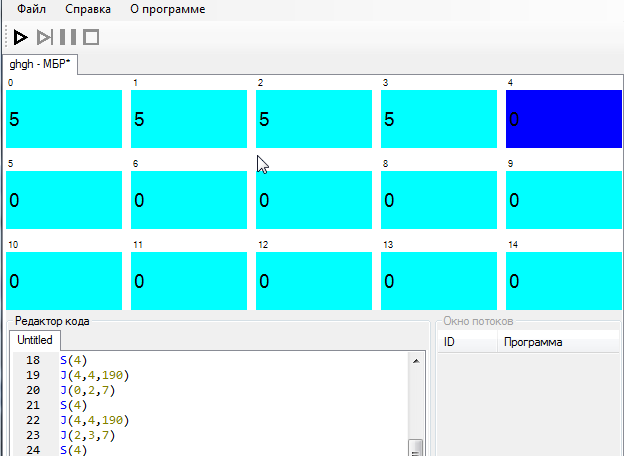 Файл Справка О программе
ghgh - МБР*
0 1 2 3 4
5 5 5 5 0
5 6 8 9
0 0 0 0 0
10 11 12 13 14
0 0 0 0 0
Редактор кода Окно потоков
Untitled
ID Программа
18 S(4)
19 J(4,4,190)
20 J(0,2,7)
21 S(4)
22 J(4,4,190)
23 J(2,3,7)
24 S(4)